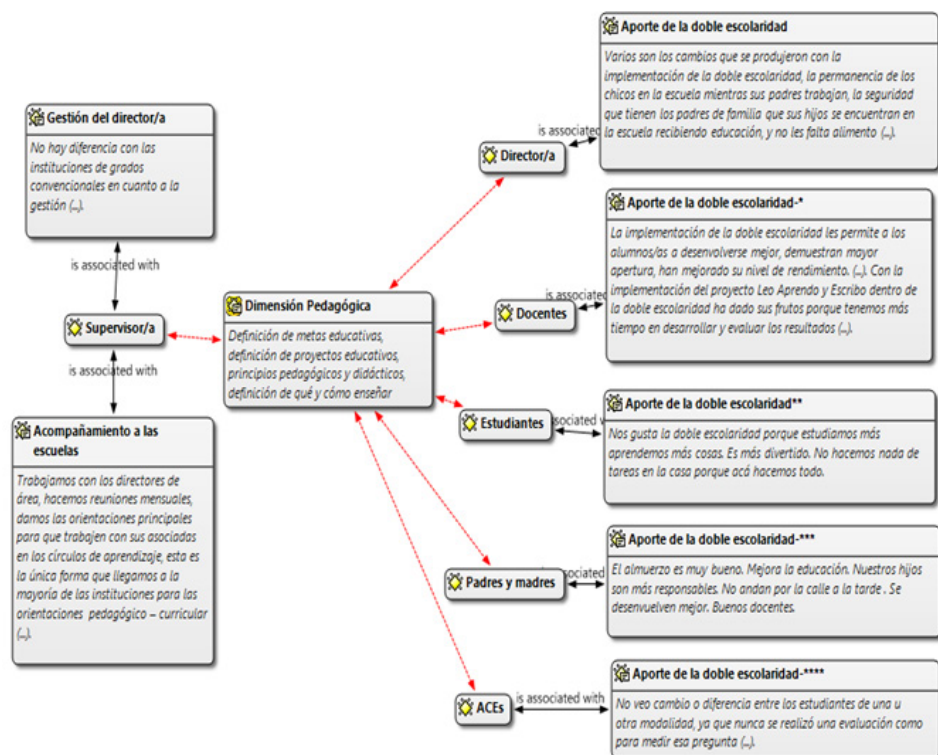 Gestión del director/a
No hay diferencia con las
instituciones de grados
convencionales en cuanto a la
gestión (...).
is associated with
Supervisor/a
is associated with
Acompañamiento a las
escuelas
Trabajamos con los directores de
área, hacemos reuniones mensuales,
damos las orientaciones principales
para que trabajen con sus asociadas
en los círculos de aprendizaje, esta es
la única forma que llegamos a la
mayoría de las instituciones para las
orientaciones pedagógico – curricular
(...).
Dimensión Pedagógica
Definición de metas educativas,
definición de proyectos educativos,
principios pedagógicos y didácticos,
definición de qué y cómo enseñar
Director/a
is associated
Aporte de la doble escolaridad
Varios son los cambios que se produjeron con la
implementación de la doble escolaridad, la permanencia de los
chicos en la escuela mientras sus padres trabajan, la seguridad
que tienen los padres de familia que sus hijos se encuentran en
la escuela recibiendo educación, y no les falta alimento (...).
Docentes
is associated
Aporte de la doble escolaridad-*
La implementación de la doble escolaridad les permite a los
alumnos/as a desenvolverse mejor, demuestran mayor
apertura, han mejorado su nivel de rendimiento. (...). Con la
implementación del proyecto Leo Aprendo y Escribo dentro de
la doble escolaridad ha dado sus frutos porque tenemos más
tiempo en desarrollar y evaluar los resultados (...).
Estudiantes
ssociated w
Aporte de la doble escolaridad**
Nos gusta la doble escolaridad porque estudiamos más
aprendemos más cosas. Es más divertido. No hacemos nada de
tareas en la casa porque acá hacemos todo.
Padres y madres
associated
Aporte de la doble escolaridad-***
El almuerzo es muy bueno. Mejora la educación. Nuestros hijos
son más responsables. No andan por la calle a la tarde . Se
desenvuelven mejor. Buenos docentes.
ACEs
is associated with
Aporte de la doble escolaridad-****
No veo cambio o diferencia entre los estudiantes de una u
otra modalidad, ya que nunca se realizó una evaluación como
para medir esa pregunta (...).